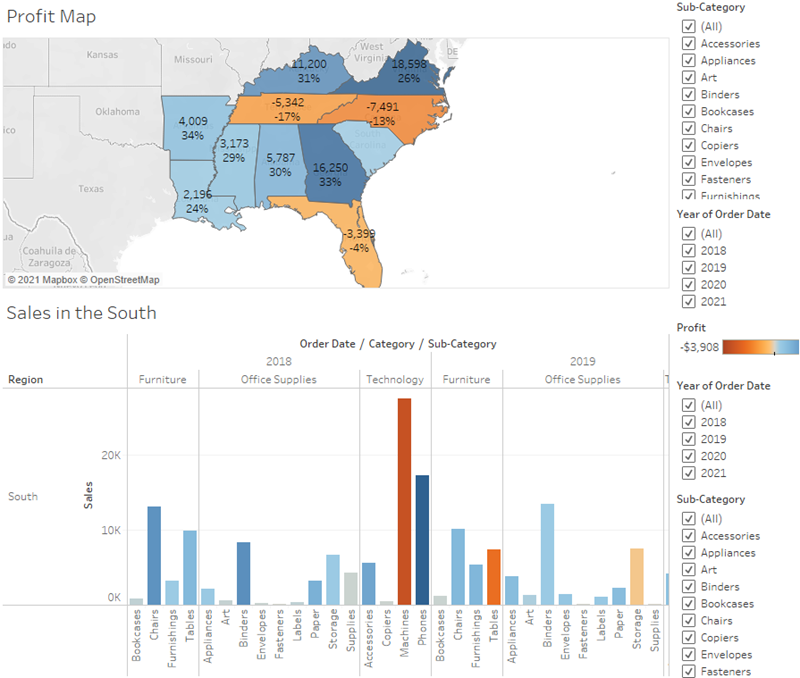 Profit Map
Kansas
Missouri
West
Virginia
DE
Oklahoma
Texas
Coahuila de
Zaragoza
11,200
31%
18,598
26%
-5,342
-17%
-7,491
-13%
4,009
34%
3,173
29%
5,787
30%
16,250
33%
2,196
24%
-3,399
-4%
© 2021 Mapbox © OpenStreetMap
Sales in the South
Order Date / Category / Sub-Category
2018
2019
Region
Furniture
Office Supplies
Technology
Furniture
Office Supplies
South
Sales
20K
10K
0K
Bookcases
Chairs
Furnishings
Tables
Appliances
Art
Binders
Envelopes
Fasteners
Labels
Paper
Storage
Supplies
Accessories
Copiers
Machines
Phones
Bookcases
Chairs
Furnishings
Tables
Appliances
Art
Binders
Envelopes
Fasteners
Labels
Paper
Storage
Supplies
Sub-Category
(All)
Accessories
Appliances
Art
Binders
Bookcases
Chairs
Copiers
Envelopes
Fasteners
Furnishings
Year of Order Date
(All)
2018
2019
2020
2021
Profit
-$3,908
Year of Order Date
(All)
2018
2019
2020
2021
Sub-Category
(All)
Accessories
Appliances
Art
Binders
Bookcases
Chairs
Copiers
Envelopes
Fasteners